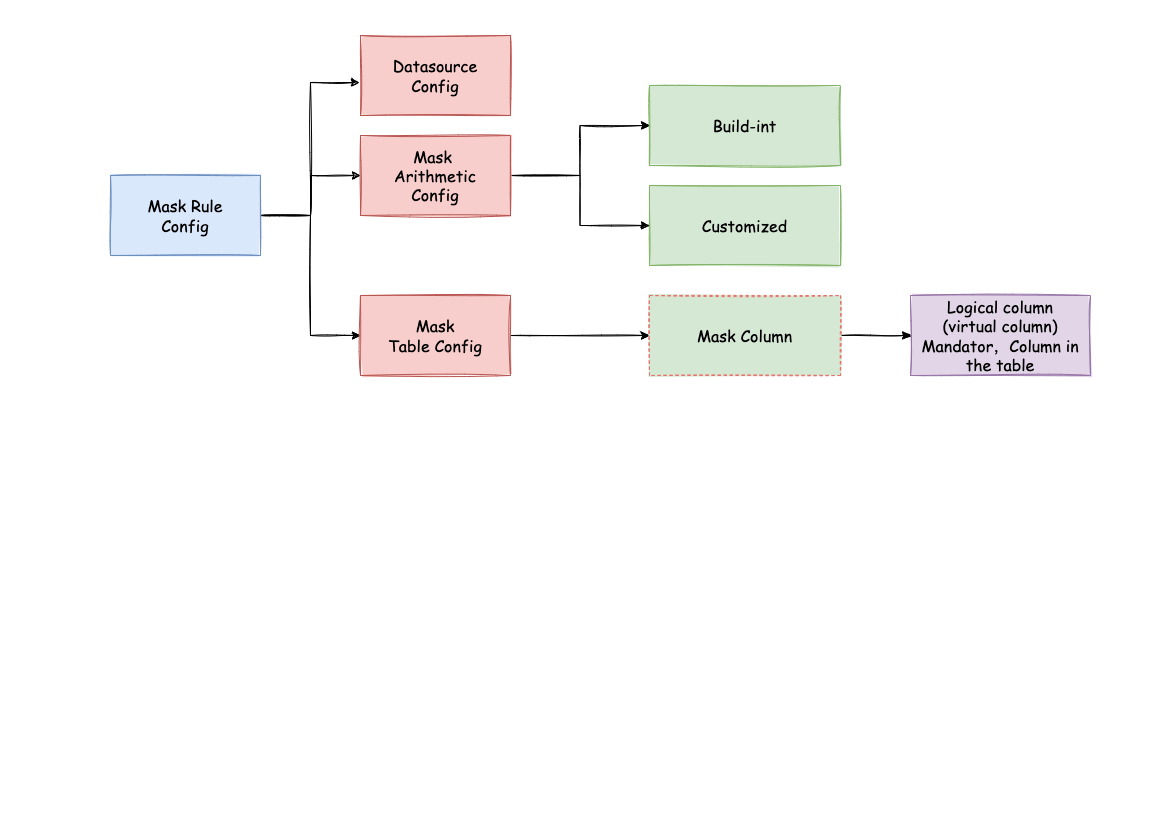 Datasource
Config
Mask
Arithmetic
Config
Mask Rule
Config
Build-int
Customized
Mask
Table Config
Mask Column
Logical column
(virtual column)
Mandator，Column in
the table